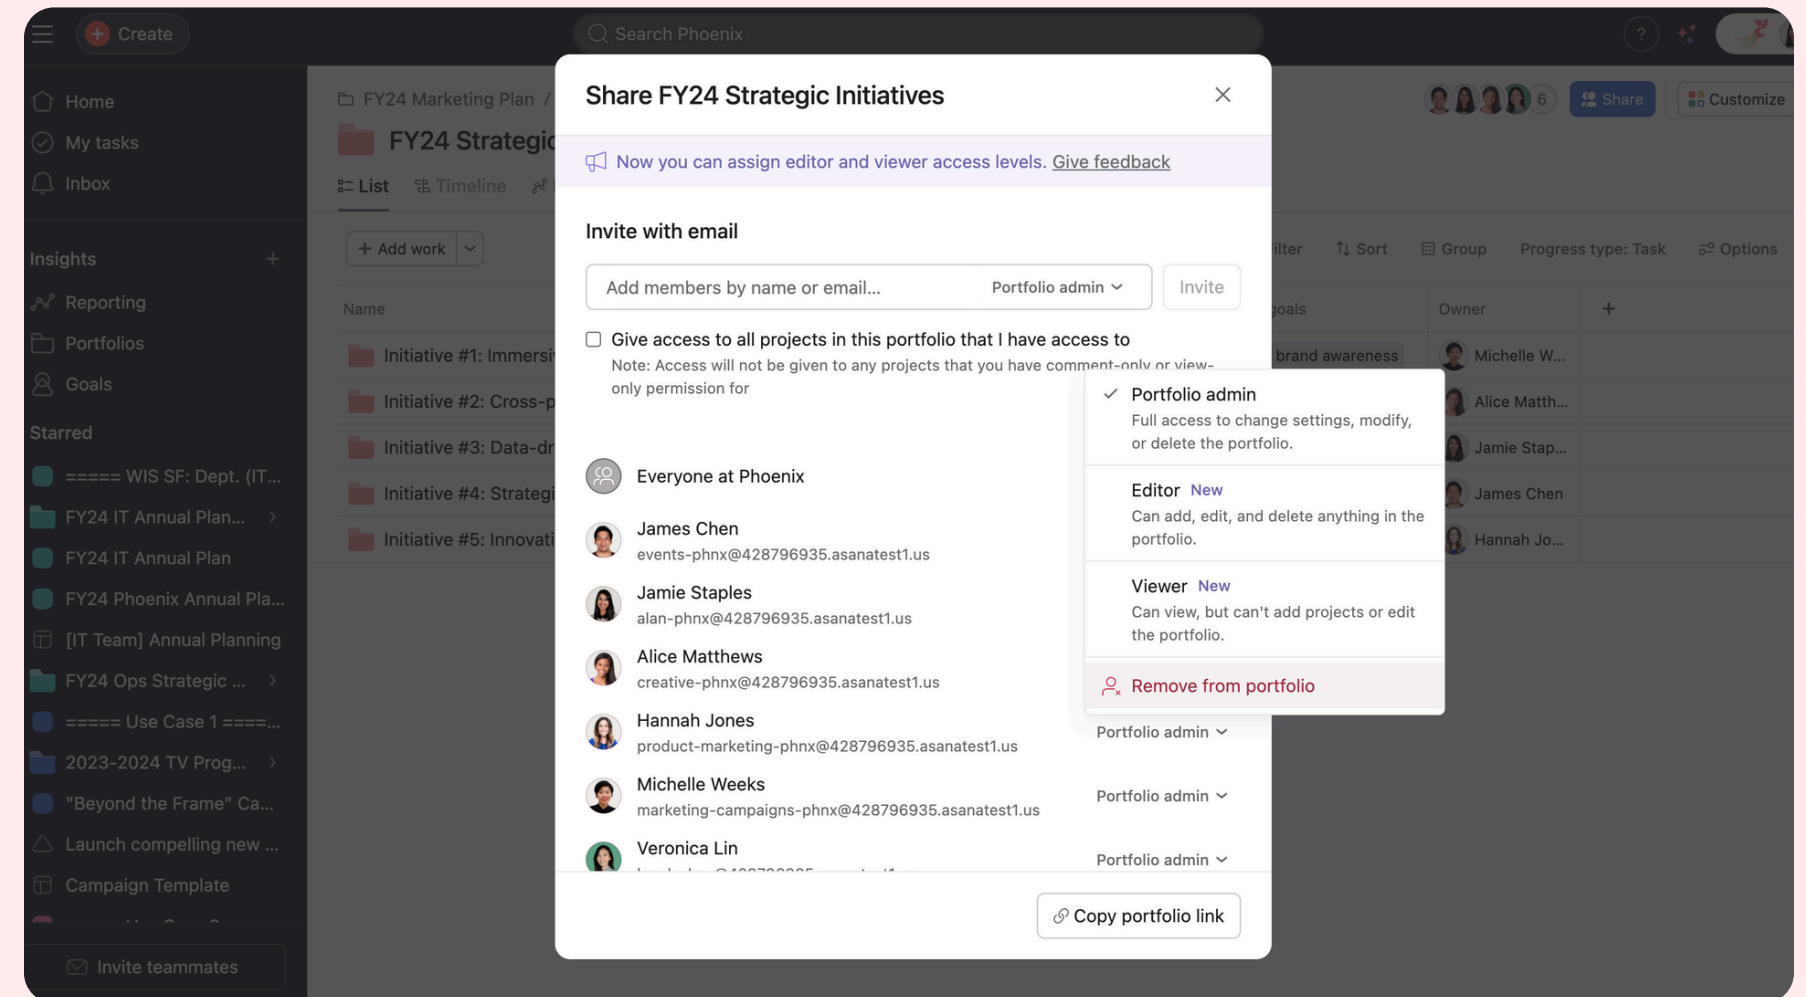 Create
Search Phoenix
?
Home
My tasks
Inbox
Insights
Reporting
Portfolios
Goals
Starred
===== WIS SF: Dept. (IT...
FY24 IT Annual Plan...
FY24 IT Annual Plan
FY24 Phoenix Annual Pla...
[IT Team] Annual Planning
FY24 Ops Strategic ...
===== Use Case 1 ====...
2023-2024 TV Prog...
"Beyond the Frame" Ca...
Launch compelling new ...
Campaign Template
Invite teammates
FY24 Marketing Plan /
FY24 Strategic
List
Timeline
6
Share
Customize
Add work
Sort
Group
Progress type: Task
Options
Name
goals
Owner
Initiative #1: Immersi
brand awareness
Michelle W...
Initiative #2: Cross-p
Alice Matth...
Initiative #3: Data-dr
Jamie Stap...
Initiative #4: Strategi
James Chen
Initiative #5: Innovati
Hannah Jo...
Share FY24 Strategic Initiatives
Now you can assign editor and viewer access levels. Give feedback
Invite with email
Add members by name or email...
Portfolio admin
Invite
Give access to all projects in this portfolio that I have access to
Note: Access will not be given to any projects that you have comment-only or view-
only permission for
Everyone at Phoenix
James Chen
events-phnx@428796935.asanatest1.us
Jamie Staples
alan-phnx@428796935.asanatest1.us
Alice Matthews
creative-phnx@428796935.asanatest1.us
Hannah Jones
product-marketing-phnx@428796935.asanatest1.us
Portfolio admin
Michelle Weeks
marketing-campaigns-phnx@428796935.asanatest1.us
Portfolio admin
Veronica Lin
Portfolio admin
Copy portfolio link
Portfolio admin
Full access to change settings, modify,
or delete the portfolio.
Editor New
Can add, edit, and delete anything in the
portfolio.
Viewer New
Can view, but can't add projects or edit
the portfolio.
Remove from portfolio